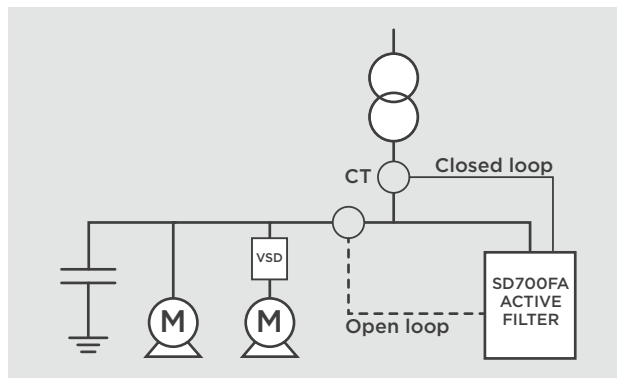 CT
Closed loop
VSD
SD700FA
ACTIVE
FILTER
M
M
Open loop